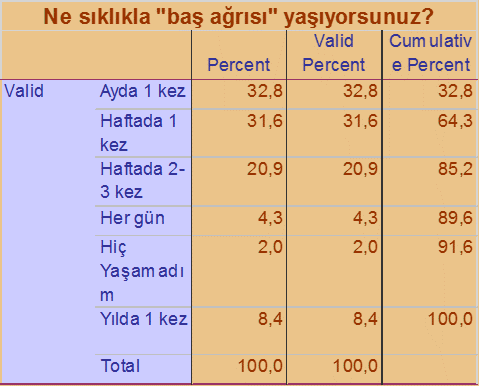 Ne sıklıkla "baş ağrısı" yaşıyorsunuz?
Percent Valid Percent Cumulative Percent
Valid Ayda 1 kez 32,8 32,8 32,8
Haftada 1 kez 31,6 31,6 64,3
Haftada 2-3 kez 20,9 20,9 85,2
Her gün 4,3 4,3 89,6
Hiç Yaşamadım 2,0 2,0 91,6
Yılda 1 kez 8,4 8,4 100,0
Total 100,0 100,0